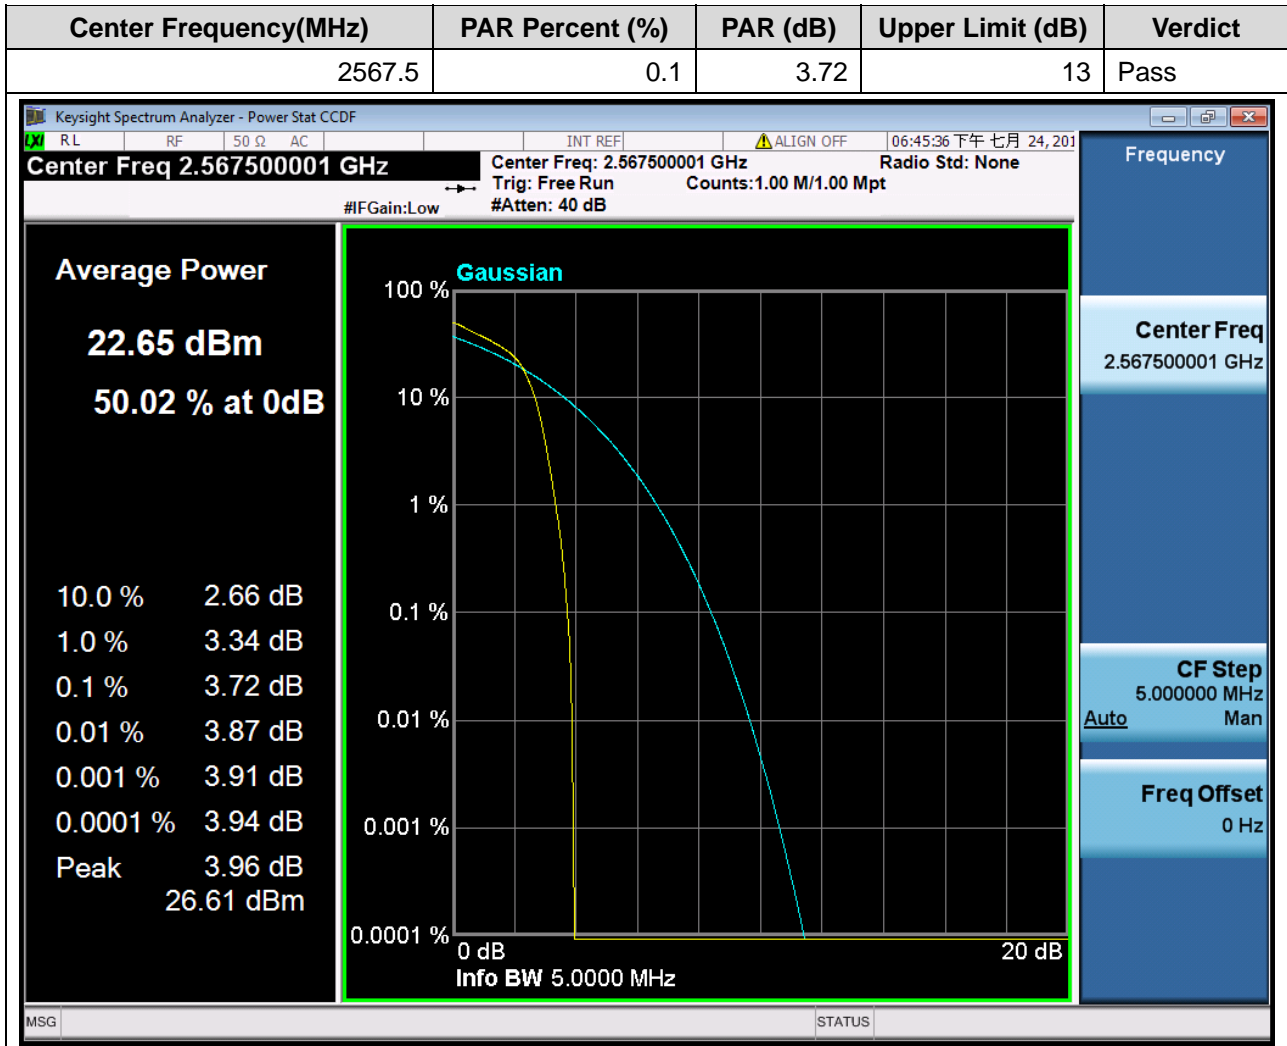 Center Frequency(MHz) PAR Percent (%) PAR (dB) Upper Limit (dB) Verdict
2567.5 0.1 3.72 13 Pass
Keysight Spectrum Analyzer - Power Stat CCDF
LXI RL RF 50 Ω AC INT REF ALIGN OFF 06:45:36 下午 七月 24, 201
Center Freq 2.567500001 GHz
#IFGain:Low
Center Freq: 2.567500001 GHz Radio Std: None
Trig: Free Run Counts:1.00 M/1.00 Mpt
#Atten: 40 dB
Average Power
22.65 dBm
50.02 % at 0dB
10.0 % 2.66 dB
1.0 % 3.34 dB
0.1 % 3.72 dB
0.01 % 3.87 dB
0.001 % 3.91 dB
0.0001 % 3.94 dB
Peak 3.96 dB
26.61 dBm
Gaussian
100 %
10 %
1 %
0.1 %
0.01 %
0.001 %
0.0001 %
0 dB 20 dB
Info BW 5.0000 MHz
Frequency
Center Freq
2.567500001 GHz
CF Step
5.000000 MHz
Auto Man
Freq Offset
0 Hz
MSG STATUS